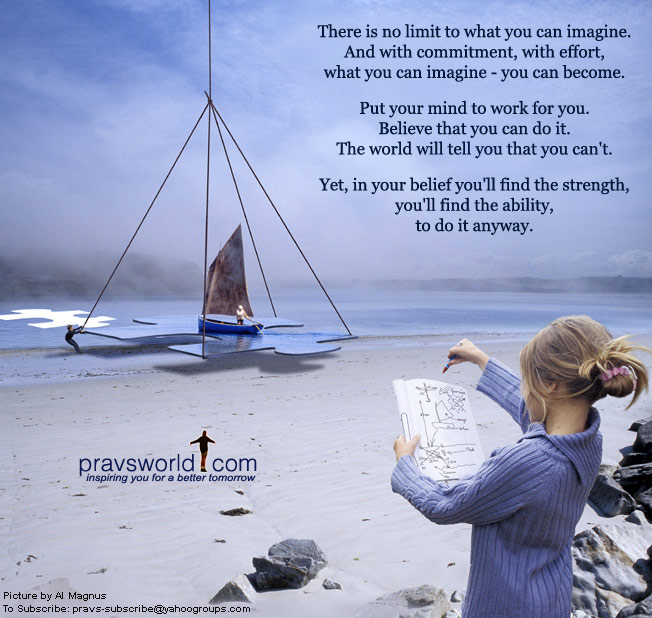 There is no limit to what you can imagine.
And with commitment, with effort,
what you can imagine - you can become.
Put your mind to work for you.
Believe that you can do it.
The world will tell you that you can't.
Yet, in your belief you'll find the strength,
you'll find the ability,
to do it anyway.
pravsworld.com
inspiring you for a better tomorrow
Picture by Al Magnus
To Subscribe: pravs-subscribe@yahoogroups.com